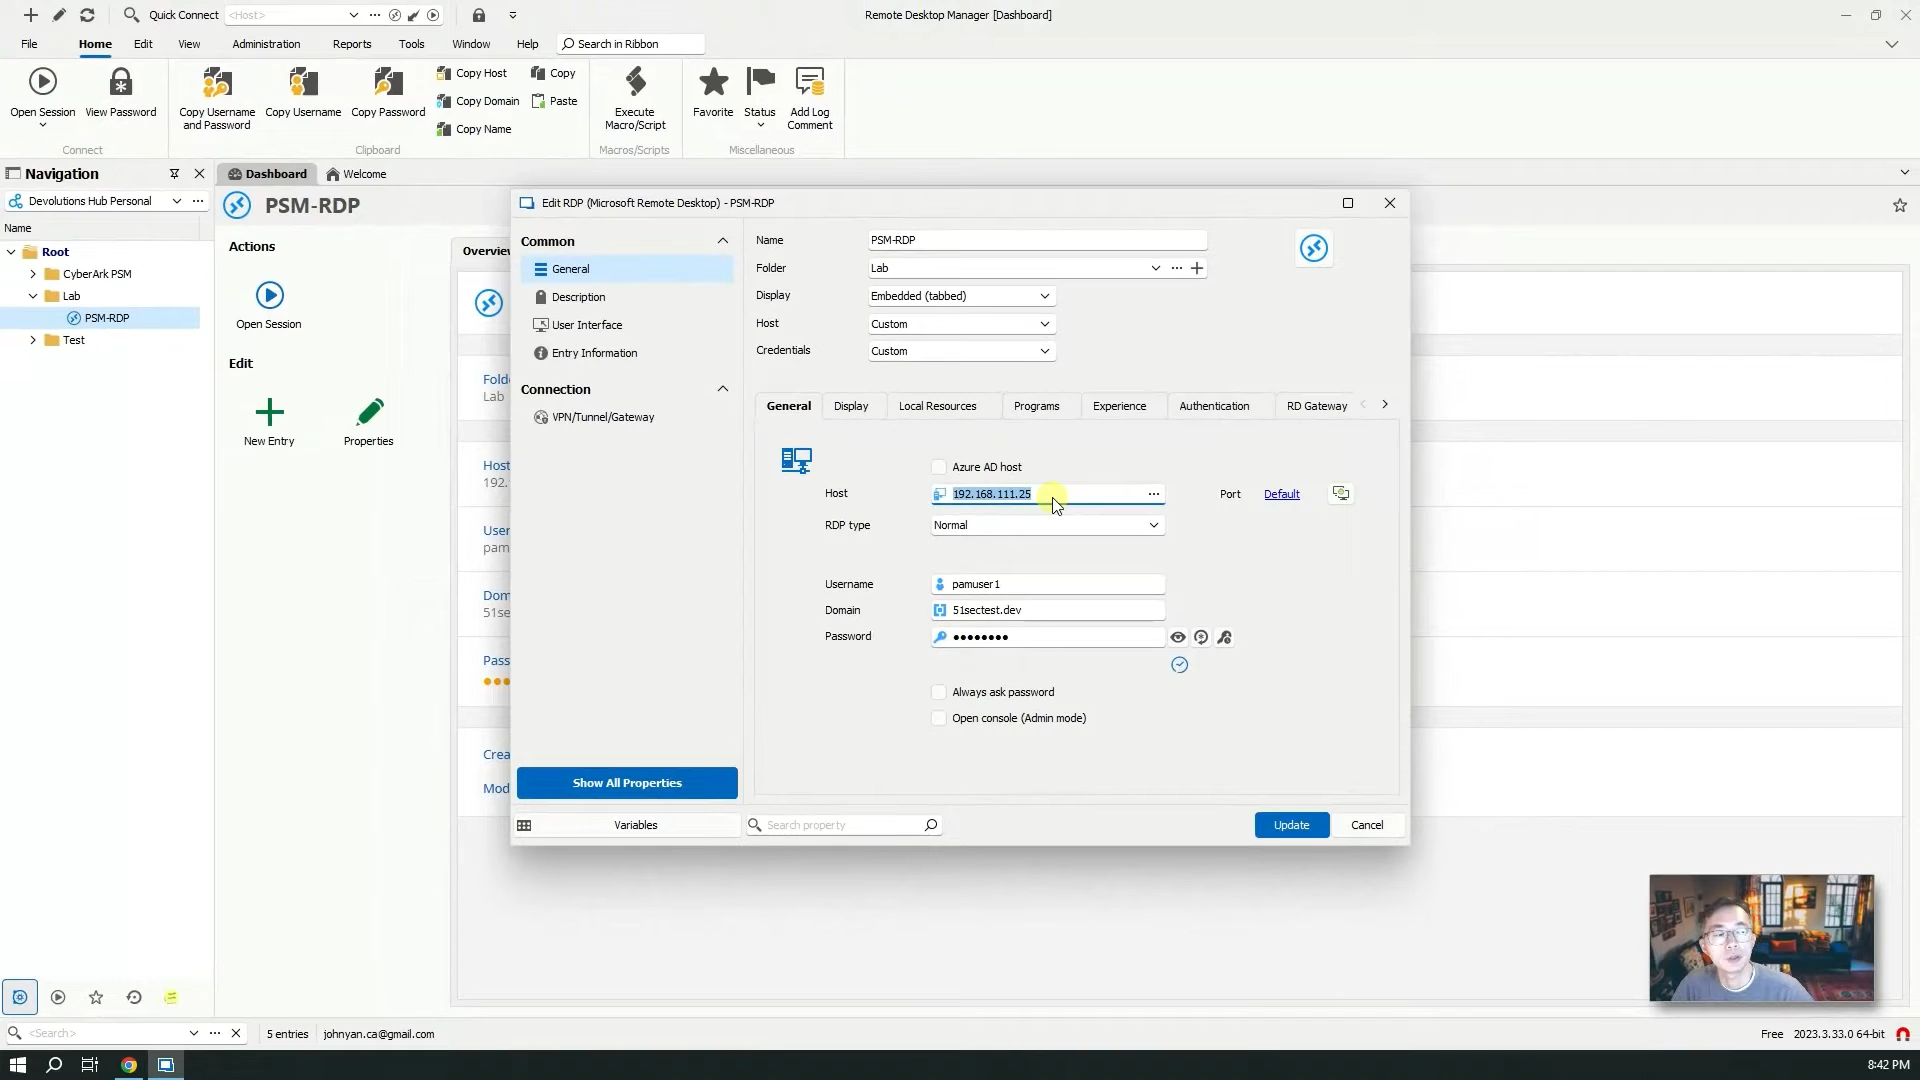 Quick Connect <Host>
Remote Desktop Manager [Dashboard]
File Home Edit View Administration Reports Tools Window Help Search in Ribbon
Open Session View Password
Copy Username and Password
Copy Username
Copy Password
Copy Host Copy
Copy Domain Paste
Copy Name
Execute Macro/Script
Favorite Status
Add Log Comment
Connect Clipboard Macros/Scripts Miscellaneous
Navigation
Dashboard Welcome
Devolutions Hub Personal
PSM-RDP
Name
Root
CyberArk PSM
Lab
PSM-RDP
Test
Actions
Open Session
Edit
New Entry Properties
Overview
Folde
Lab
Host
192.
User
pam
Dom
51se
Pass
Crea
Mod
Edit RDP (Microsoft Remote Desktop) - PSM-RDP
Common
General
Description
User Interface
Entry Information
Connection
VPN/Tunnel/Gateway
Show All Properties
Variables
Search property
Name PSM-RDP
Folder Lab
Display Embedded (tabbed)
Host Custom
Credentials Custom
General Display Local Resources Programs Experience Authentication RD Gateway
Azure AD host
Host 192.168.111.25 Port Default
RDP type Normal
Username pamuser1
Domain 51sectest.dev
Password ••••••••
Always ask password
Open console (Admin mode)
Update Cancel
<Search>
5 entries johnyan.ca@gmail.com
Free 2023.3.33.0 64-bit
8:42 PM